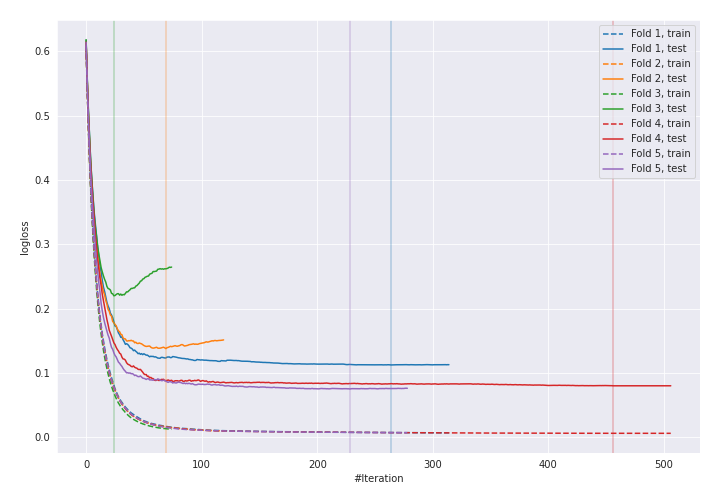 0.6
0.5
0.4
0.3
0.2
0.1
0.0
logloss
0
100
200
300
400
500
#Iteration
Fold 1, train
Fold 1, test
Fold 2, train
Fold 2, test
Fold 3, train
Fold 3, test
Fold 4, train
Fold 4, test
Fold 5, train
Fold 5, test